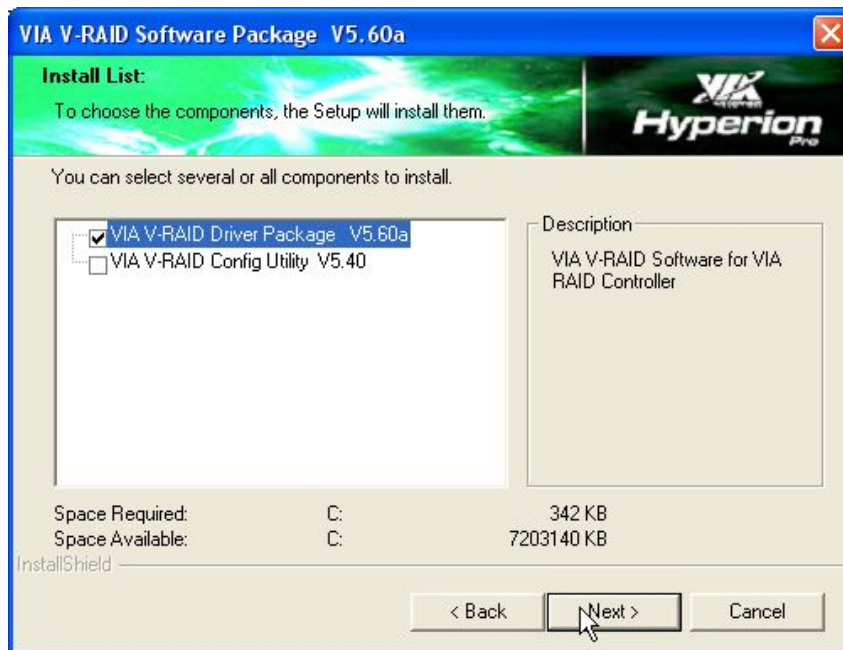 VIA V-RAID Software Package V5.60a
Install List:
To choose the components, the Setup will install them.
VIA
Hyperion
Pro
You can select several or all components to install.
VIA V-RAID Driver Package V5.60a
VIA V-RAID Config Utility V5.40
Description
VIA V-RAID Software for VIA
RAID Controller
Space Required: C: 342 KB
Space Available: C: 7203140 KB
InstallShield
< Back
Next >
Cancel